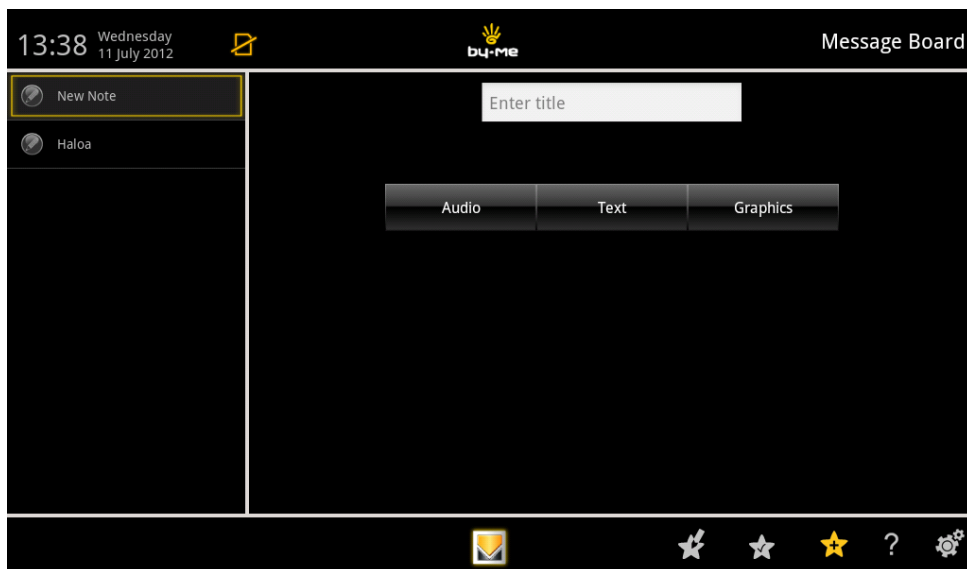 13:38
Wednesday
11 July 2012
by-me
Message Board
New Note
Haloa
Enter title
Audio
Text
Graphics
?